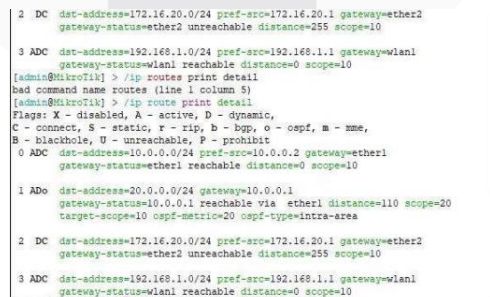 2 DC dst-address=172.16.20.0/24 pref-src=172.16.20.1 gateway=ether2
gateway-status=ether2 unreachable distance=255 scope=10
3 ADC dst-address=192.168.1.0/24 pref-src=192.168.1.1 gateway=wlan1
gateway-status=wlan1 reachable distance=0 scope=10
[admin@MikroTik] > /ip routes print detail
bad command name routes (line 1 column 5)
[admin@MikroTik] > /ip route print detail
Flags: X - disabled, A - active, D - dynamic,
C - connect, S - static, r - rip, b - bgp, o - ospf, m - mme,
B - blackhole, U - unreachable, P - prohibit
0 ADC dst-address=10.0.0.0/24 pref-src=10.0.0.2 gateway=ether1
gateway-status=ether1 reachable distance=0 scope=10
1 ADo dst-address=20.0.0.0/24 gateway=10.0.0.1
gateway-status=10.0.0.1 reachable via ether1 distance=110 scope=20
target-scope=10 ospf-metric=20 ospf-type=intra-area
2 DC dst-address=172.16.20.0/24 pref-src=172.16.20.1 gateway=ether2
gateway-status=ether2 unreachable distance=255 scope=10
3 ADC dst-address=192.168.1.0/24 pref-src=192.168.1.1 gateway=wlan1
gateway-status=wlan1 reachable distance=0 scope=10